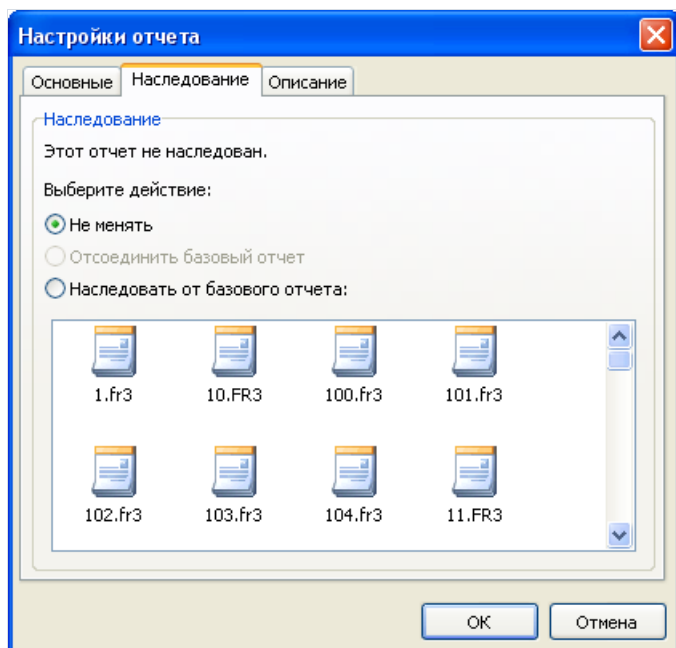 Настройки отчета
Основные Наследование Описание
Наследование
Этот отчет не наследован.
Выберите действие:
Не менять
Отсоединить базовый отчет
Наследовать от базового отчета:
1.fr3 10.FR3 100.fr3 101.fr3
102.fr3 103.fr3 104.fr3 11.FR3
OK Отмена